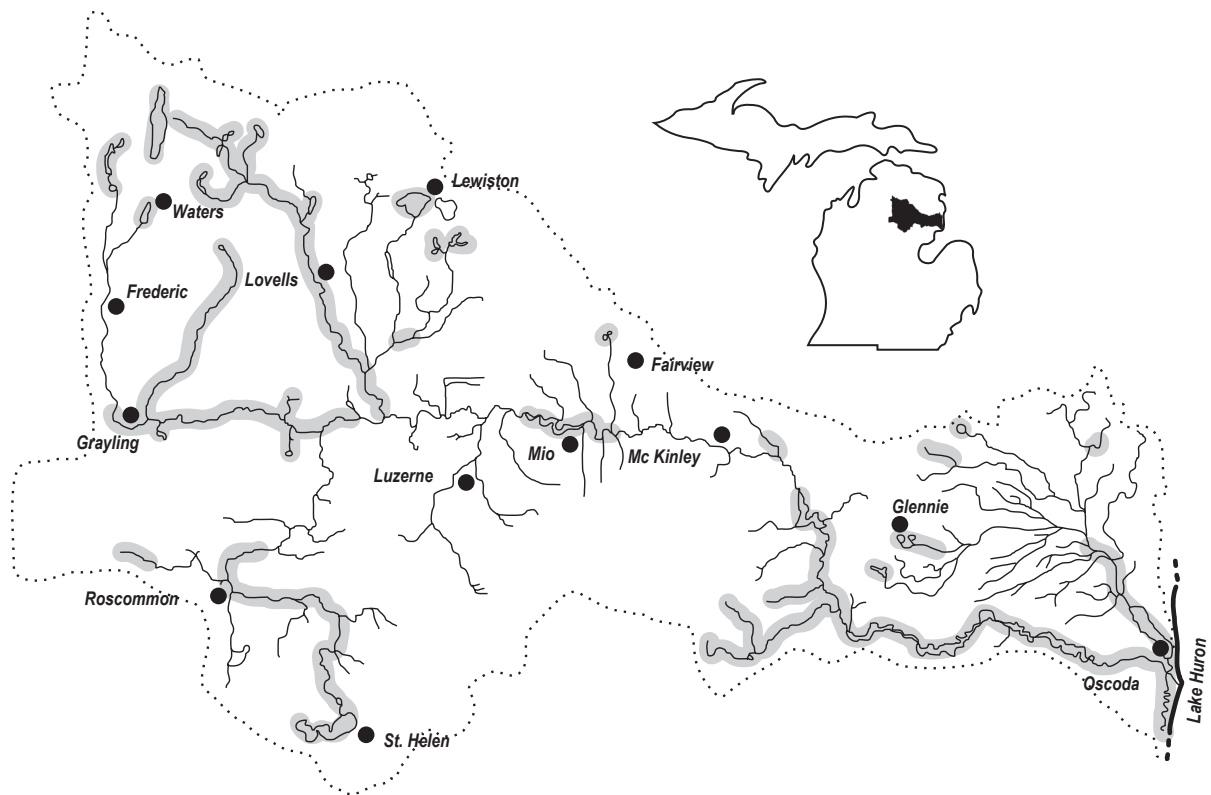 Lewiston
Waters
Lovells
Frederic
Fairview
Grayling
Mio
Mc Kinley
Luzerne
Glennie
Roscommon
Oscoda
Lake Huron
St. Helen